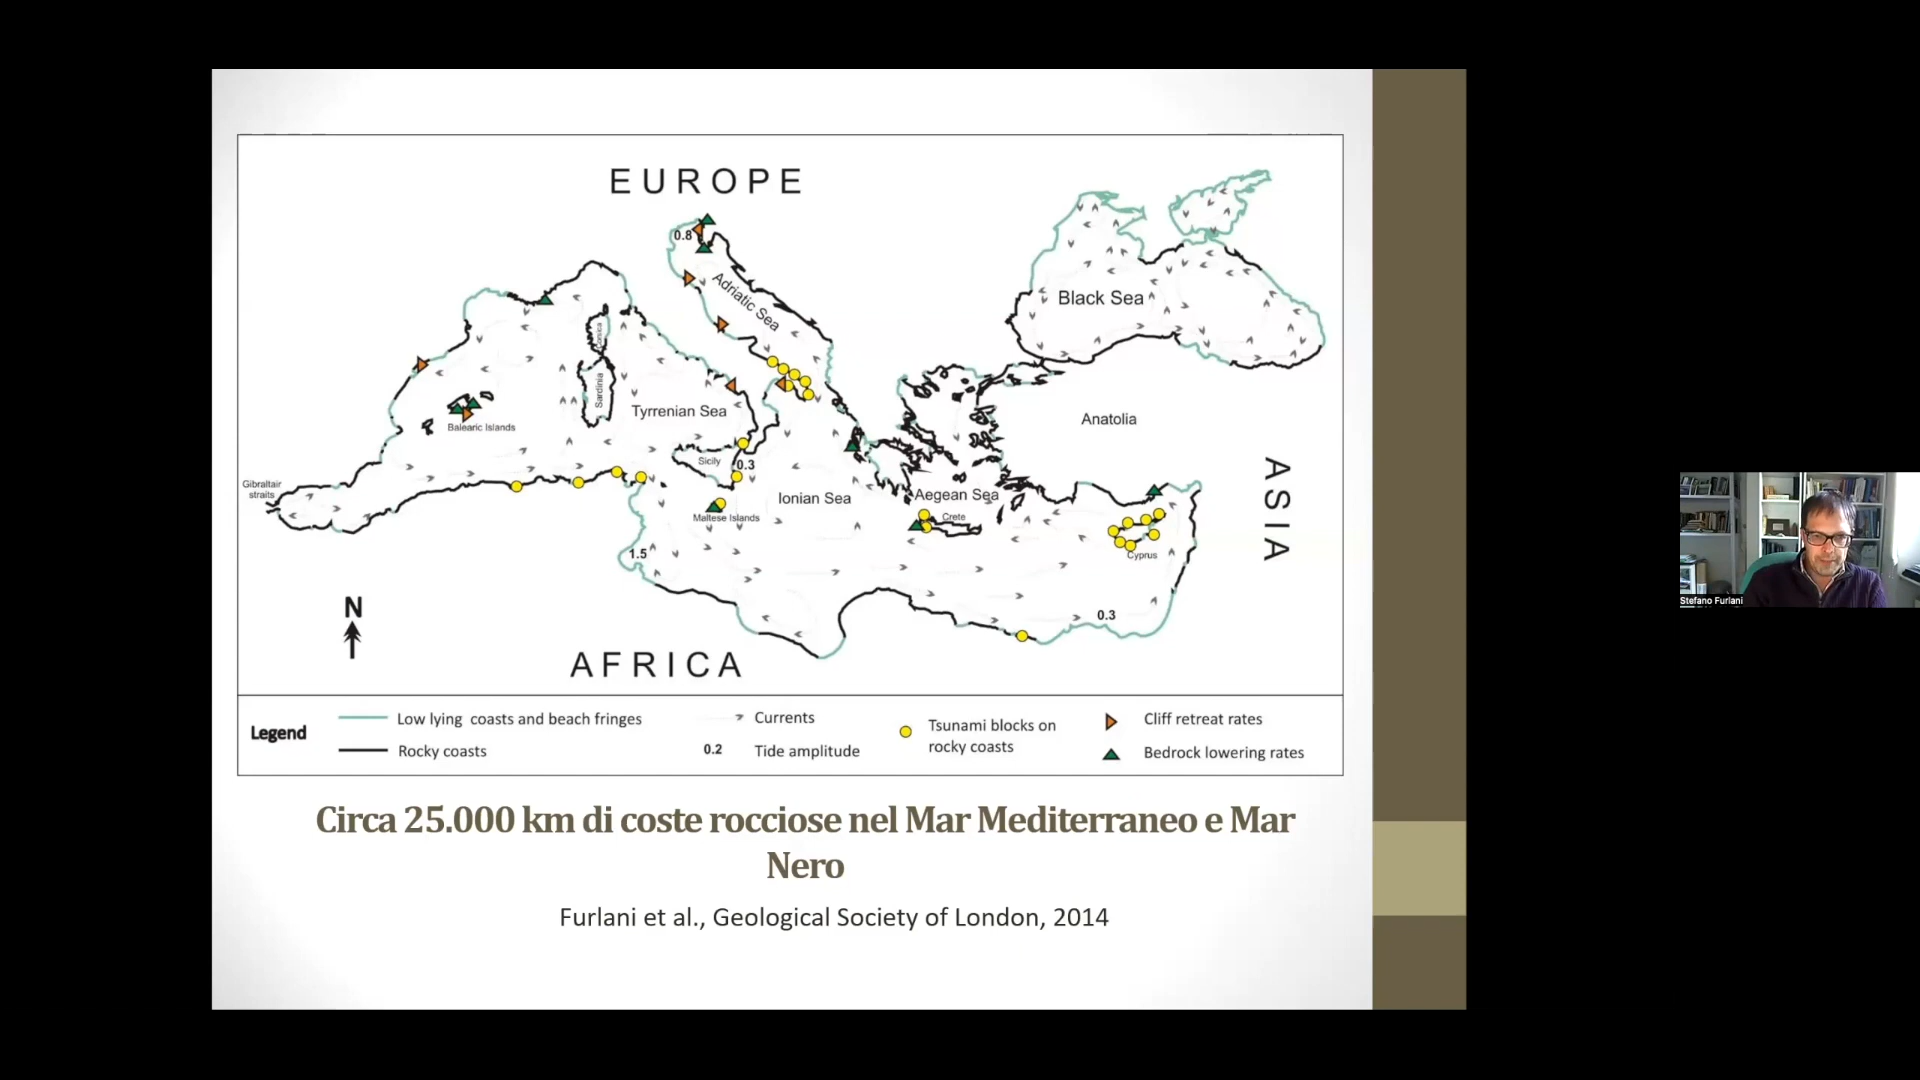 EUROPE
0.8
Adriatic Sea
Black Sea
Corsica
Sardinia
Tyrrenian Sea
Anatolia
Balearic Islands
Sicily
0.3
ASIA
Gibraltair
straits
Ionian Sea
Aegean Sea
Maltese Islands
Crete
1.5
Cyprus
N
0.3
AFRICA
Legend
Low lying coasts and beach fringes
Rocky coasts
Currents
0.2 Tide amplitude
Tsunami blocks on
rocky coasts
Cliff retreat rates
Bedrock lowering rates
Circa 25.000 km di coste rocciose nel Mar Mediterraneo e Mar
Nero
Furlani et al., Geological Society of London, 2014
Stefano Furlani